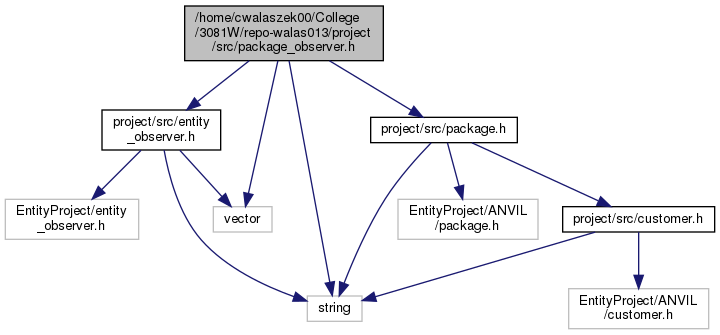 /home/cwalaszek00/College
/3081W/repo-walas013/project
/src/package_observer.h
project/src/entity
_observer.h
project/src/package.h
EntityProject/entity
_observer.h
vector
EntityProject/ANVIL
/package.h
project/src/customer.h
string
EntityProject/ANVIL
/customer.h